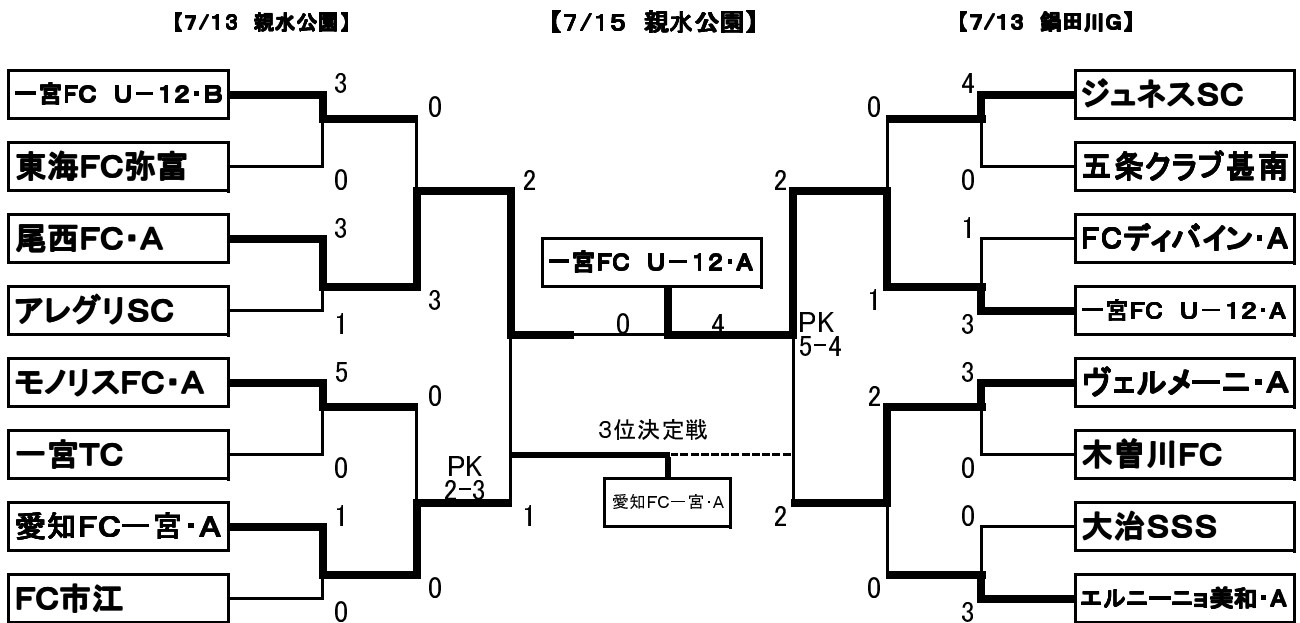 【7/13 親水公園】
【7/15 親水公園】
【7/13 鍋田川G】
一宮FC U－12・B
東海FC弥富
尾西FC・A
アレグリSC
モノリスFC・A
一宮TC
愛知FC一宮・A
FC市江
3
0
3
1
5
0
1
0
0
3
0
PK
2-3
0
2
1
一宮FC U－12・A
0 4
3位決定戦
愛知FC一宮・A
2
PK
5-4
2
0
1
2
0
4
0
1
3
3
0
0
3
ジュネスSC
五条クラブ甚南
FCディバイン・A
一宮FC U－12・A
ヴェルメーニ・A
木曽川FC
大治SSS
エルニーニョ美和・A